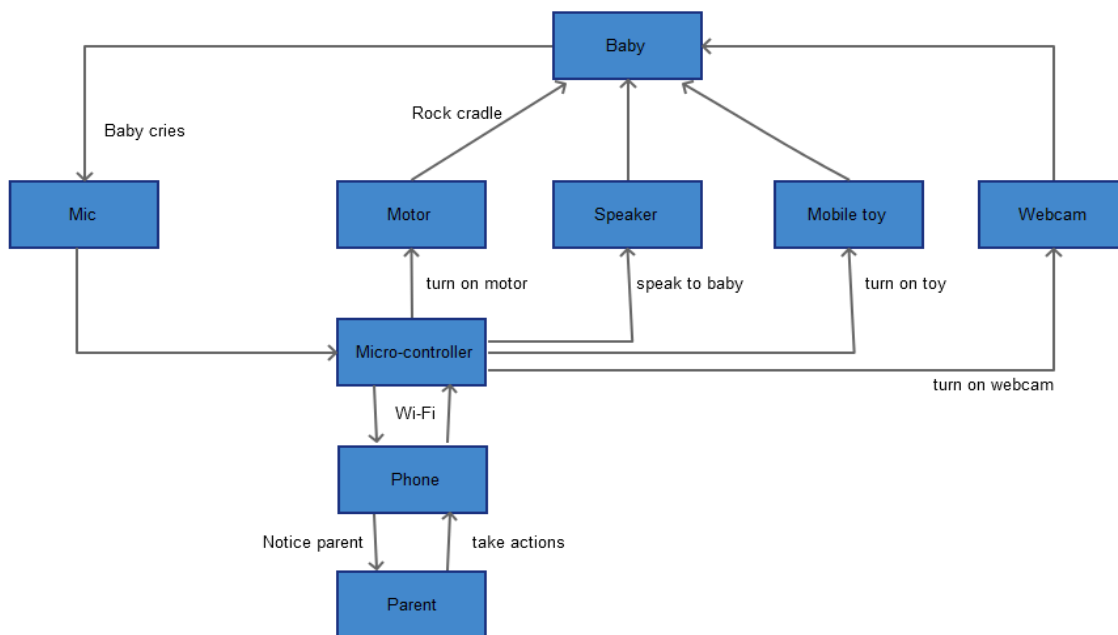 Baby
Rock cradle
Baby cries
Mic
Motor
Speaker
Mobile toy
Webcam
turn on motor
speak to baby
turn on toy
Micro-controller
turn on webcam
Wi-Fi
Phone
Notice parent
take actions
Parent